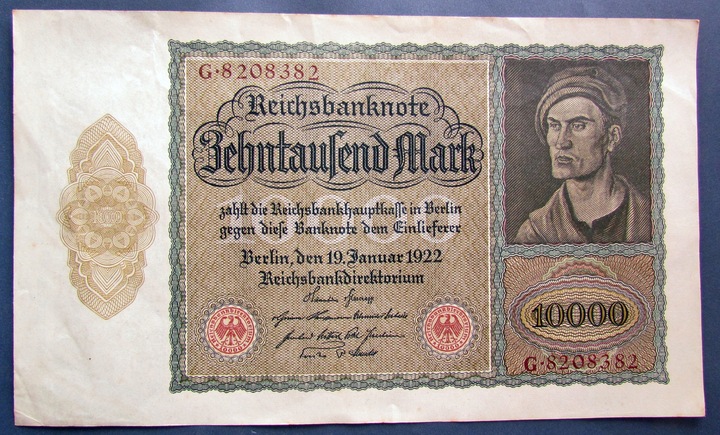 G·8208382
Reichsbanknote
Zehntausend Mark
zahlt die Reichsbankhauptkasse in Berlin
gegen diese Banknote dem Einlieferer
Berlin, den 19. Januar 1922
Reichsbankdirektorium
10000
G·8208382